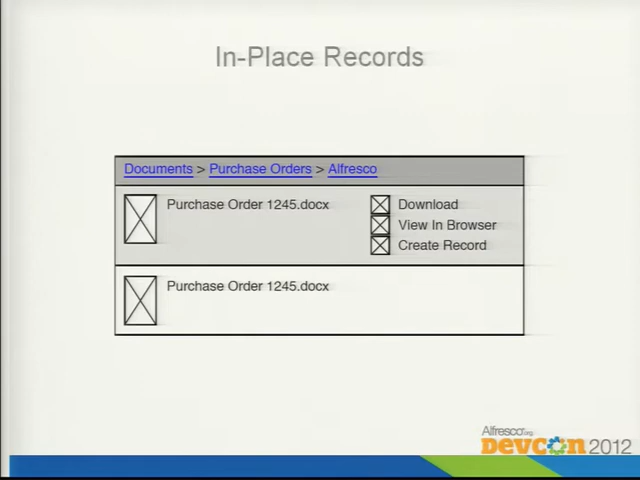 In-Place Records
Documents > Purchase Orders > Alfresco
Purchase Order 1245.docx
Download
View In Browser
Create Record
Purchase Order 1245.docx
Alfresco.org
DevCon 2012